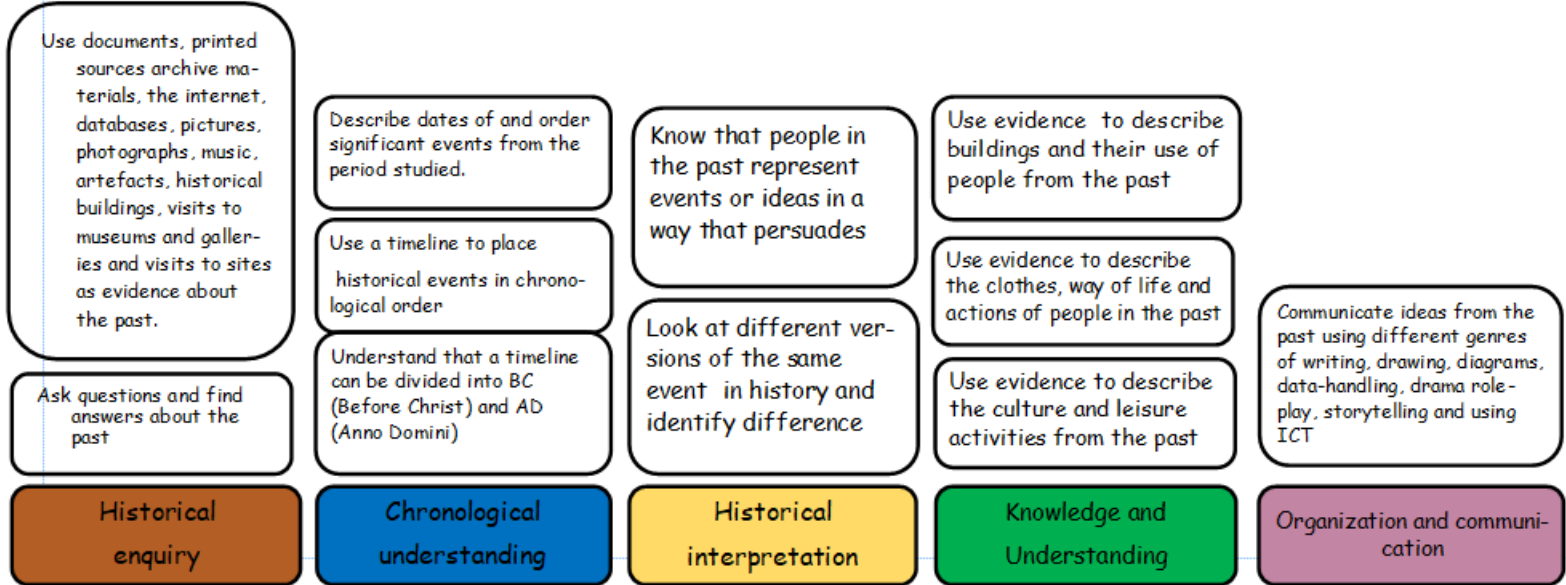 Use documents, printed
sources archive ma-
terials, the internet,
databases, pictures,
photographs, music,
artefacts, historical
buildings, visits to
museums and galler-
ies and visits to sites
as evidence about
the past.
Ask questions and find
answers about the
past
Historical
enquiry
Describe dates of and order
significant events from the
period studied.
Use a timeline to place
historical events in chrono-
logical order
Understand that a timeline
can be divided into BC
(Before Christ) and AD
(Anno Domini)
Chronological
understanding
Know that people in
the past represent
events or ideas in a
way that persuades
Look at different ver-
sions of the same
event in history and
identify difference
Historical
interpretation
Use evidence to describe
buildings and their use of
people from the past
Use evidence to describe
the clothes, way of life and
actions of people in the past
Use evidence to describe
the culture and leisure
activities from the past
Knowledge and
Understanding
Communicate ideas from the
past using different genres
of writing, drawing, diagrams,
data-handling, drama role-
play, storytelling and using
ICT
Organization and communi-
cation